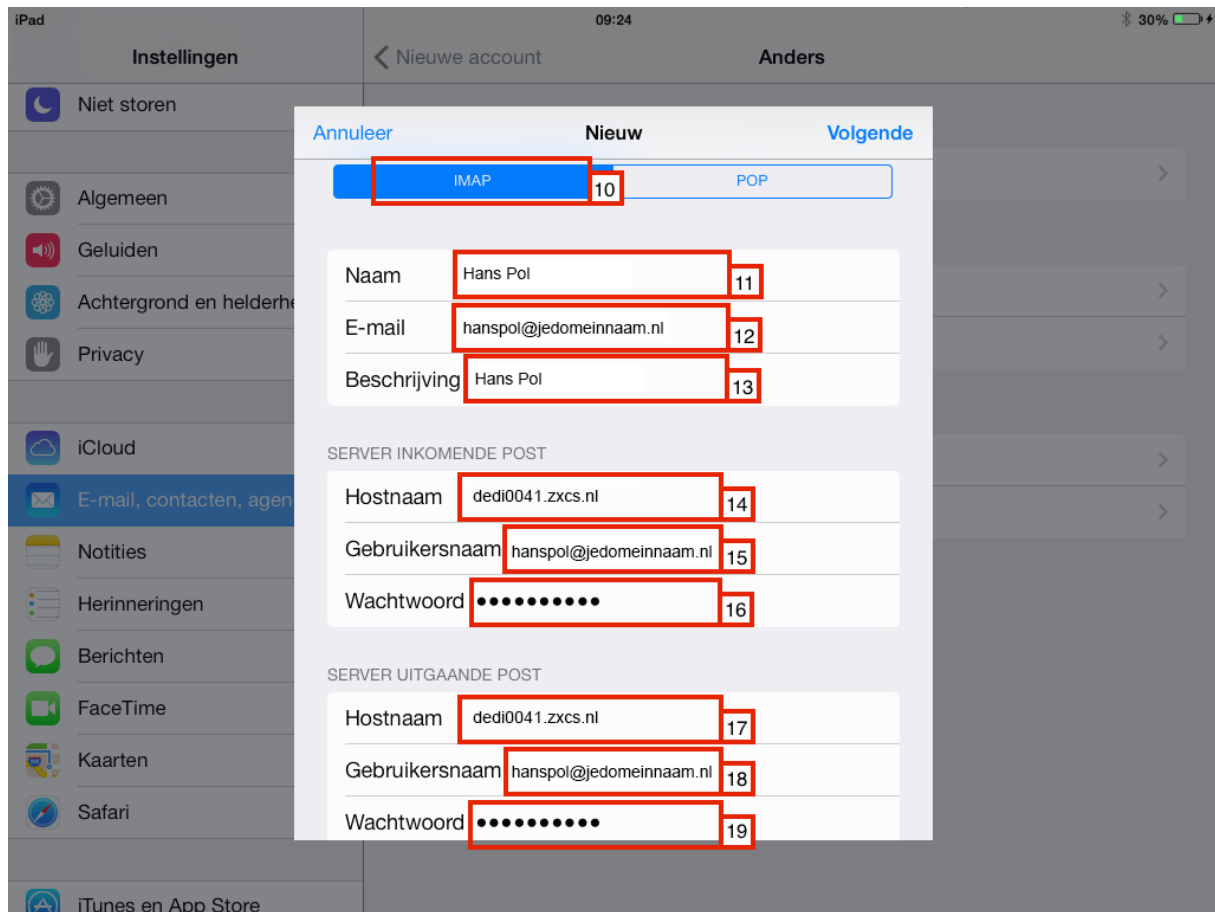 iPad 09:24 30%
Instellingen Nieuwe account Anders
Niet storen
Annuleer Nieuw Volgende
IMAP 10 POP
Algemeen
Geluiden
Naam Hans Pol 11
Achtergrond en helderhe
E-mail hanspol@jedomeinnaam.nl 12
Privacy
Beschrijving Hans Pol 13
iCloud
SERVER INKOMENDE POST
E-mail, contacten, agen
Hostnaam dedi0041.zxcs.nl 14
Notities
Gebruikersnaam hanspol@jedomeinnaam.nl 15
Herinneringen
Wachtwoord ●●●●●●●●●● 16
Berichten
SERVER UITGAANDE POST
FaceTime
Hostnaam dedi0041.zxcs.nl 17
Kaarten
Gebruikersnaam hanspol@jedomeinnaam.nl 18
Safari
Wachtwoord ●●●●●●●●●● 19
iTunes en App Store